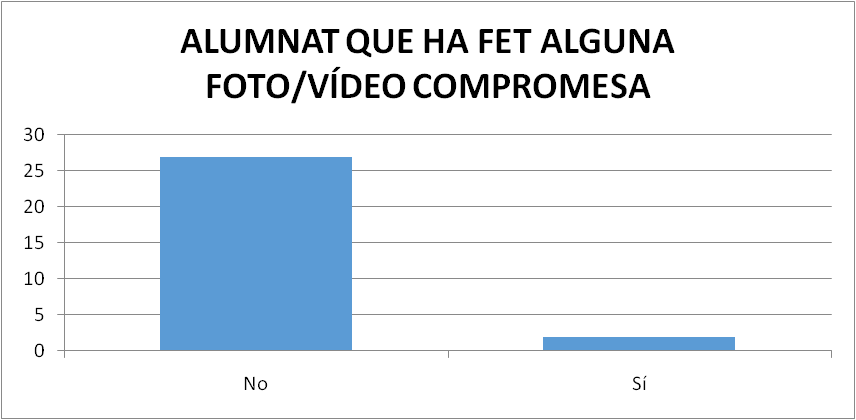 ALUMNAT QUE HA FET ALGUNA
FOTO/VÍDEO COMPROMESA
30
25
20
15
10
5
0
No Sí